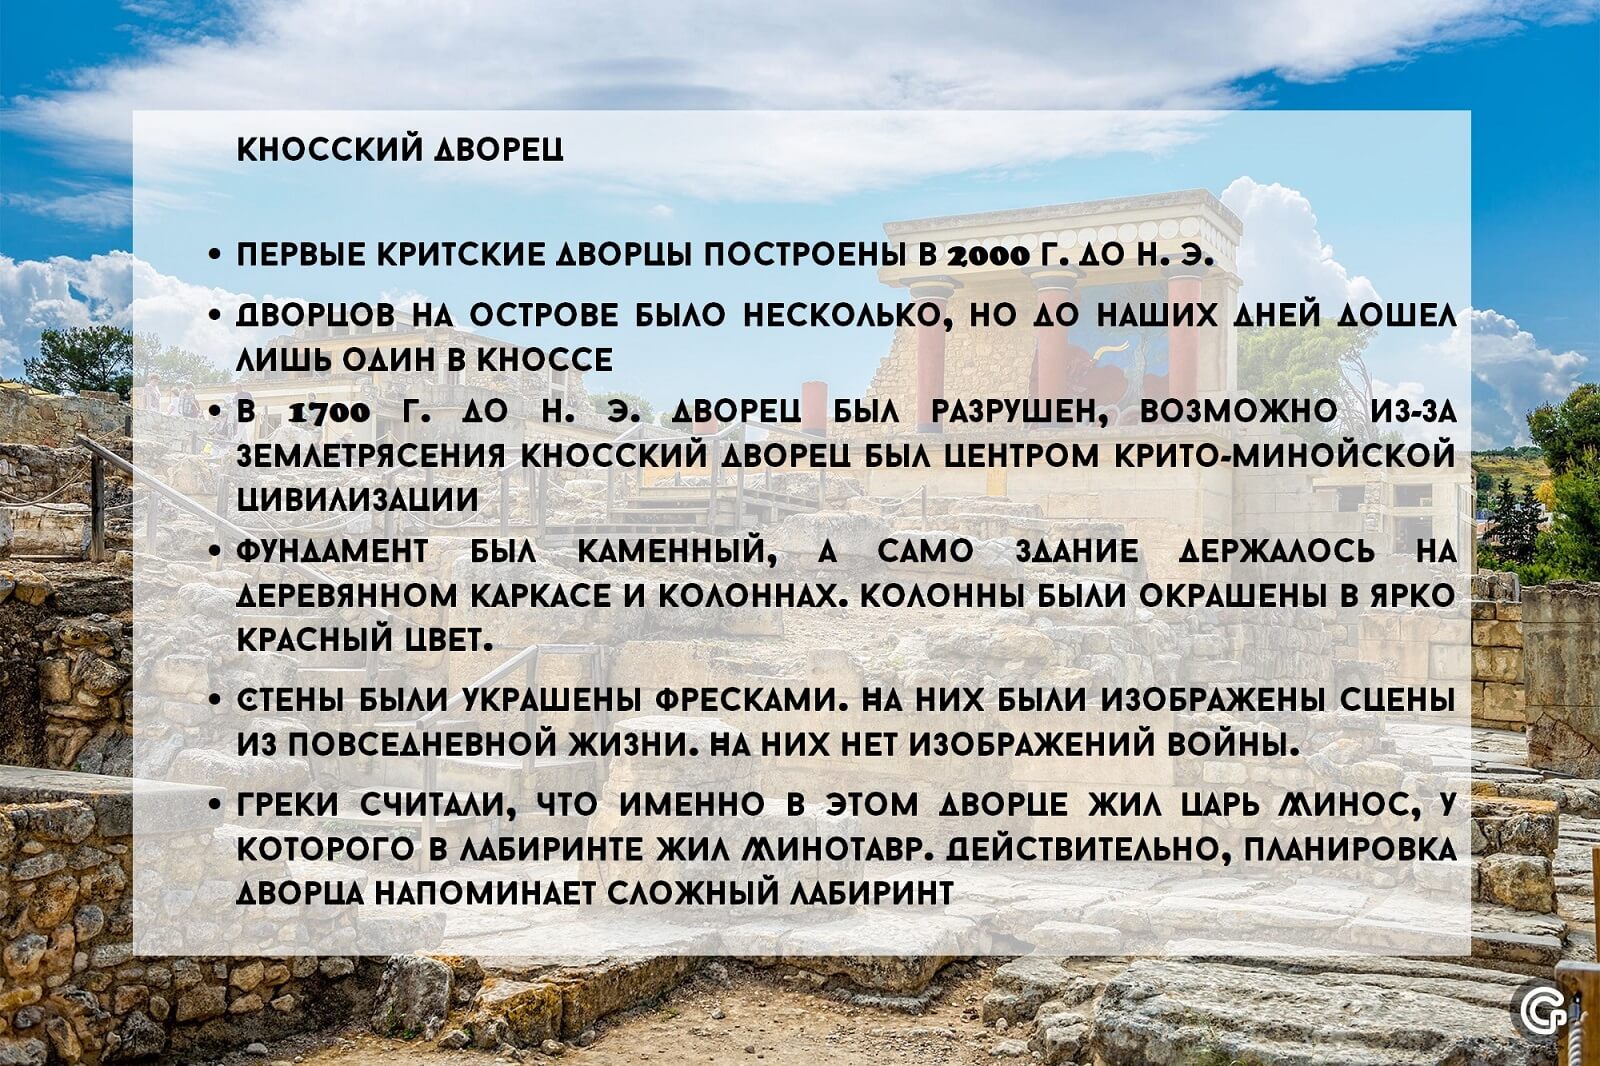 КНОССКИЙ ДВОРЕЦ
• ПЕРВЫЕ КРИТСКИЕ ДВОРЦЫ ПОСТРОЕНЫ В 2000 Г. ДО Н. Э.
• ДВОРЦОВ НА ОСТРОВЕ БЫЛО НЕСКОЛЬКО, НО ДО НАШИХ ДНЕЙ ДОШЕЛ
ЛИШЬ ОДИН В КНОССЕ
• В 1700 Г. ДО Н. Э. ДВОРЕЦ БЫЛ РАЗРУШЕН, ВОЗМОЖНО ИЗ-ЗА
ЗЕМЛЕТРЯСЕНИЯ КНОССКИЙ ДВОРЕЦ БЫЛ ЦЕНТРОМ КРИТО-МИНОЙСКОЙ
ЦИВИЛИЗАЦИИ
• ФУНДАМЕНТ БЫЛ КАМЕННЫЙ, А САМО ЗДАНИЕ ДЕРЖАЛОСЬ НА
ДЕРЕВЯННОМ КАРКАСЕ И КОЛОННАХ. КОЛОННЫ БЫЛИ ОКРАШЕНЫ В ЯРКО
КРАСНЫЙ ЦВЕТ.
• СТЕНЫ БЫЛИ УКРАШЕНЫ ФРЕСКАМИ. НА НИХ БЫЛИ ИЗОБРАЖЕНЫ СЦЕНЫ
ИЗ ПОВСЕДНЕВНОЙ ЖИЗНИ. НА НИХ НЕТ ИЗОБРАЖЕНИЙ ВОЙНЫ.
• ГРЕКИ СЧИТАЛИ, ЧТО ИМЕННО В ЭТОМ ДВОРЦЕ ЖИЛ ЦАРЬ МИНОС, У
КОТОРОГО В ЛАБИРИНТЕ ЖИЛ МИНОТАВР. ДЕЙСТВИТЕЛЬНО, ПЛАНИРОВКА
ДВОРЦА НАПОМИНАЕТ СЛОЖНЫЙ ЛАБИРИНТ